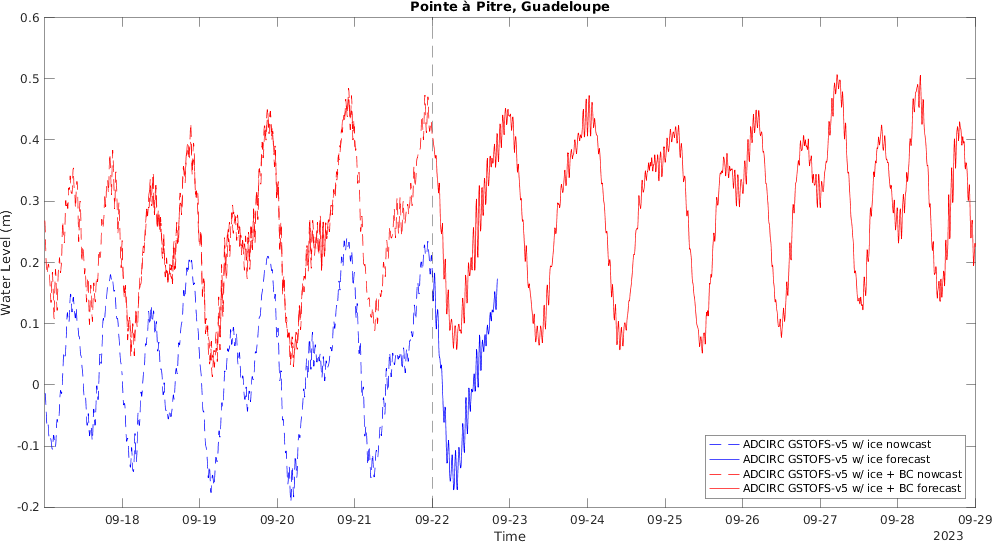 Pointe à Pitre, Guadeloupe
0.6
0.5
0.4
0.3
0.2
0.1
0
-0.1
-0.2
Water Level (m)
ADCIRC GSTOFS-v5 w/ ice nowcast
ADCIRC GSTOFS-v5 w/ ice forecast
ADCIRC GSTOFS-v5 w/ ice + BC nowcast
ADCIRC GSTOFS-v5 w/ ice + BC forecast
09-18 09-19 09-20 09-21 09-22 09-23 09-24 09-25 09-26 09-27 09-28 09-29
Time
2023